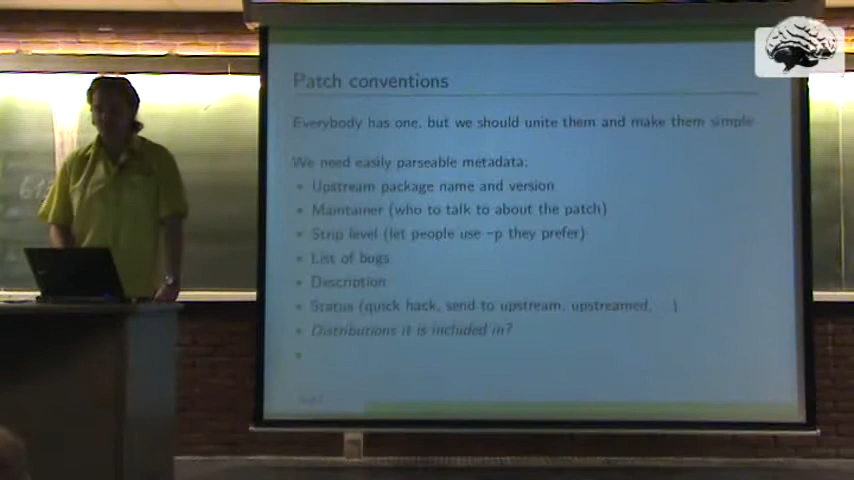 Patch conventions
Everybody has one, but we should unite them and make them simple
We need easily parseable metadata:
• Upstream package name and version
• Maintainer (who to talk to about the patch)
• Strip level (let people use -p they prefer)
• List of bugs
• Description
• Status (quick hack, send to upstream, upstreamed, ...)
• Distributions it is included in?
•